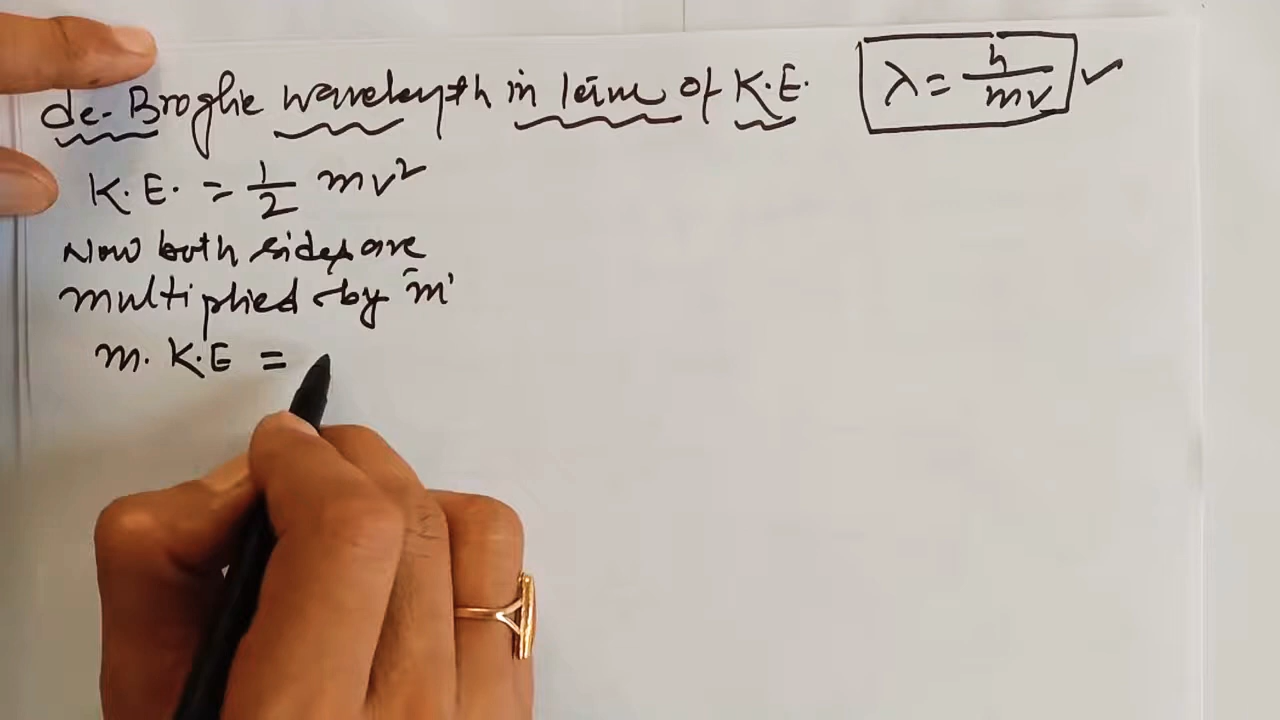 de-Broglie wavelength in term of K.E. λ = h/mv ✓
K.E. = 1/2 mv²
Now both sides are
multiplied by 'm'
m. K.E =